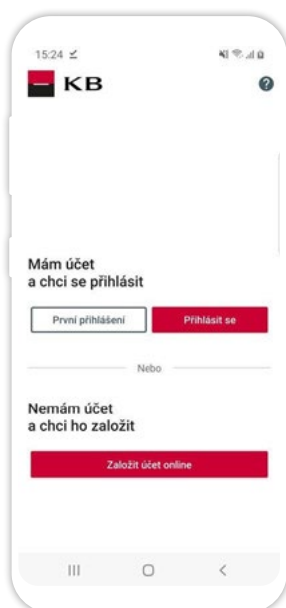 15:24
KB
?
Mám účet
a chci se přihlásit
První přihlášení
Přihlásit se
Nebo
Nemám účet
a chci ho založit
Založit účet online